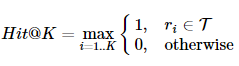 Hit@K = max_{i=1..K} { 1, r_i ∈ 𝒯
0, otherwise